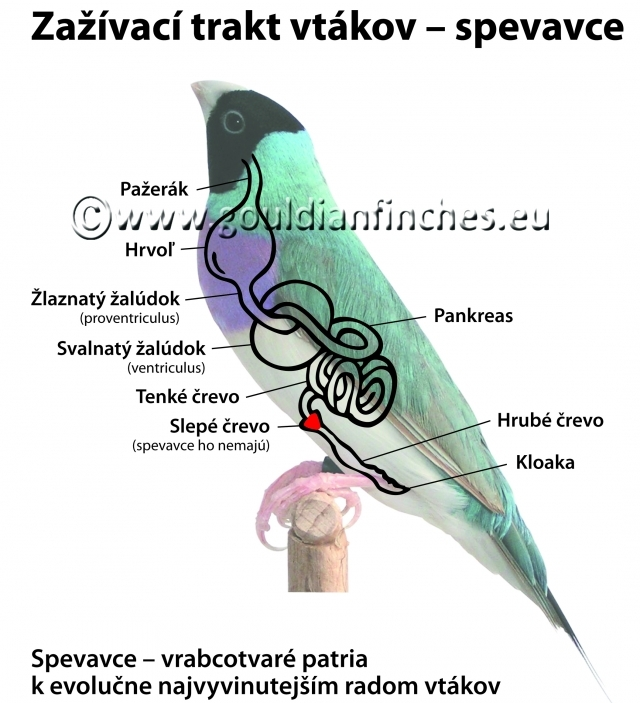 Zažívací trakt vtákov – spevavce
Pažerák
©www.gouldianfinches.eu
Hrvoľ
Žlaznatý žalúdok
(proventriculus)
Pankreas
Svalnatý žalúdok
(ventriculus)
Tenké črevo
Slepé črevo
(spevavce ho nemajú)
Hrubé črevo
Kloaka
Spevavce – vrabcotvaré patria
k evolučne najvyvinutejším radom vtákov